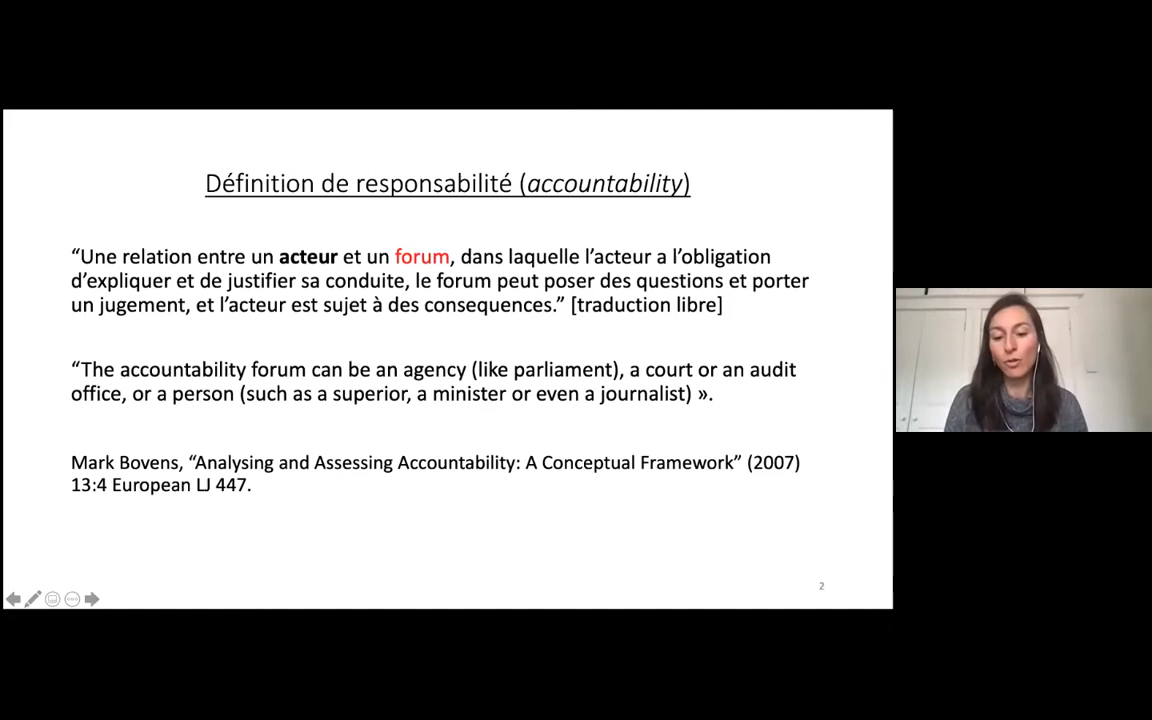 Définition de responsabilité (accountability)
“Une relation entre un acteur et un forum, dans laquelle l’acteur a l’obligation
d’expliquer et de justifier sa conduite, le forum peut poser des questions et porter
un jugement, et l’acteur est sujet à des consequences.” [traduction libre]
“The accountability forum can be an agency (like parliament), a court or an audit
office, or a person (such as a superior, a minister or even a journalist) ».
Mark Bovens, “Analysing and Assessing Accountability: A Conceptual Framework” (2007)
13:4 European LJ 447.
2